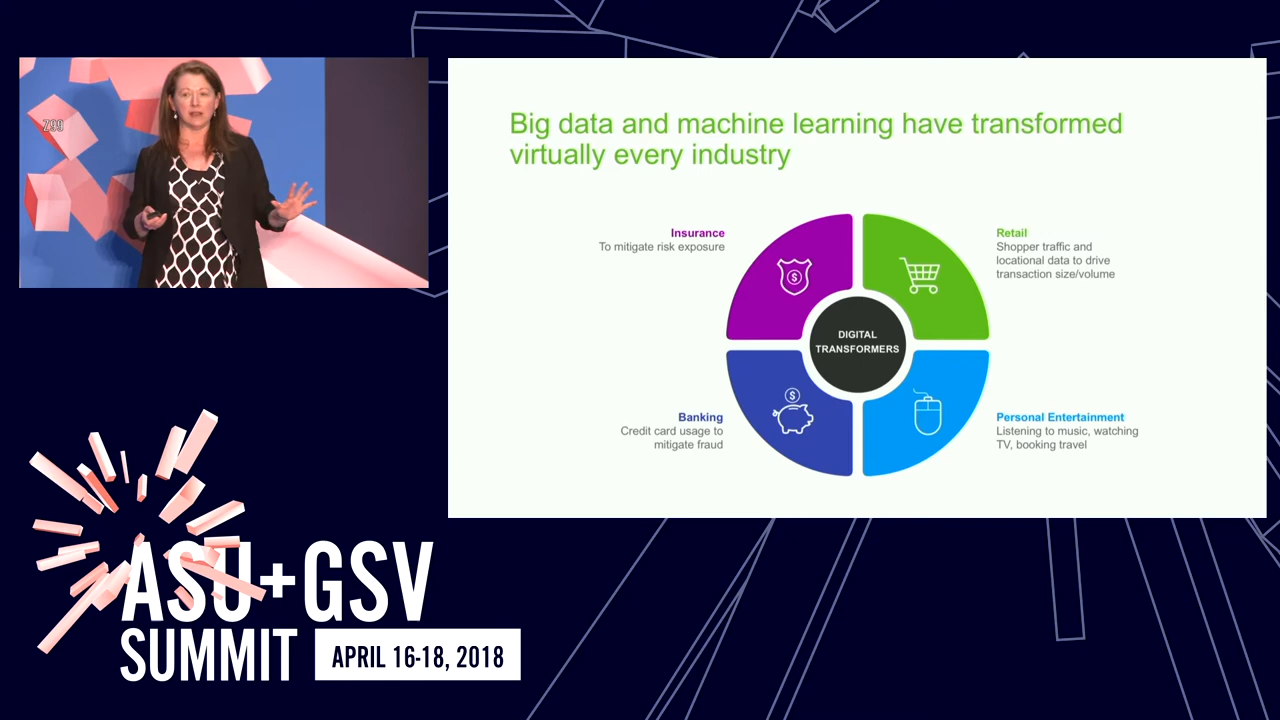 Z99
Big data and machine learning have transformed
virtually every industry
Insurance
To mitigate risk exposure
Retail
Shopper traffic and
locational data to drive
transaction size/volume
$
DIGITAL
TRANSFORMERS
$
Banking
Credit card usage to
mitigate fraud
Personal Entertainment
Listening to music, watching
TV, booking travel
ASU+GSV
SUMMIT
APRIL 16-18, 2018